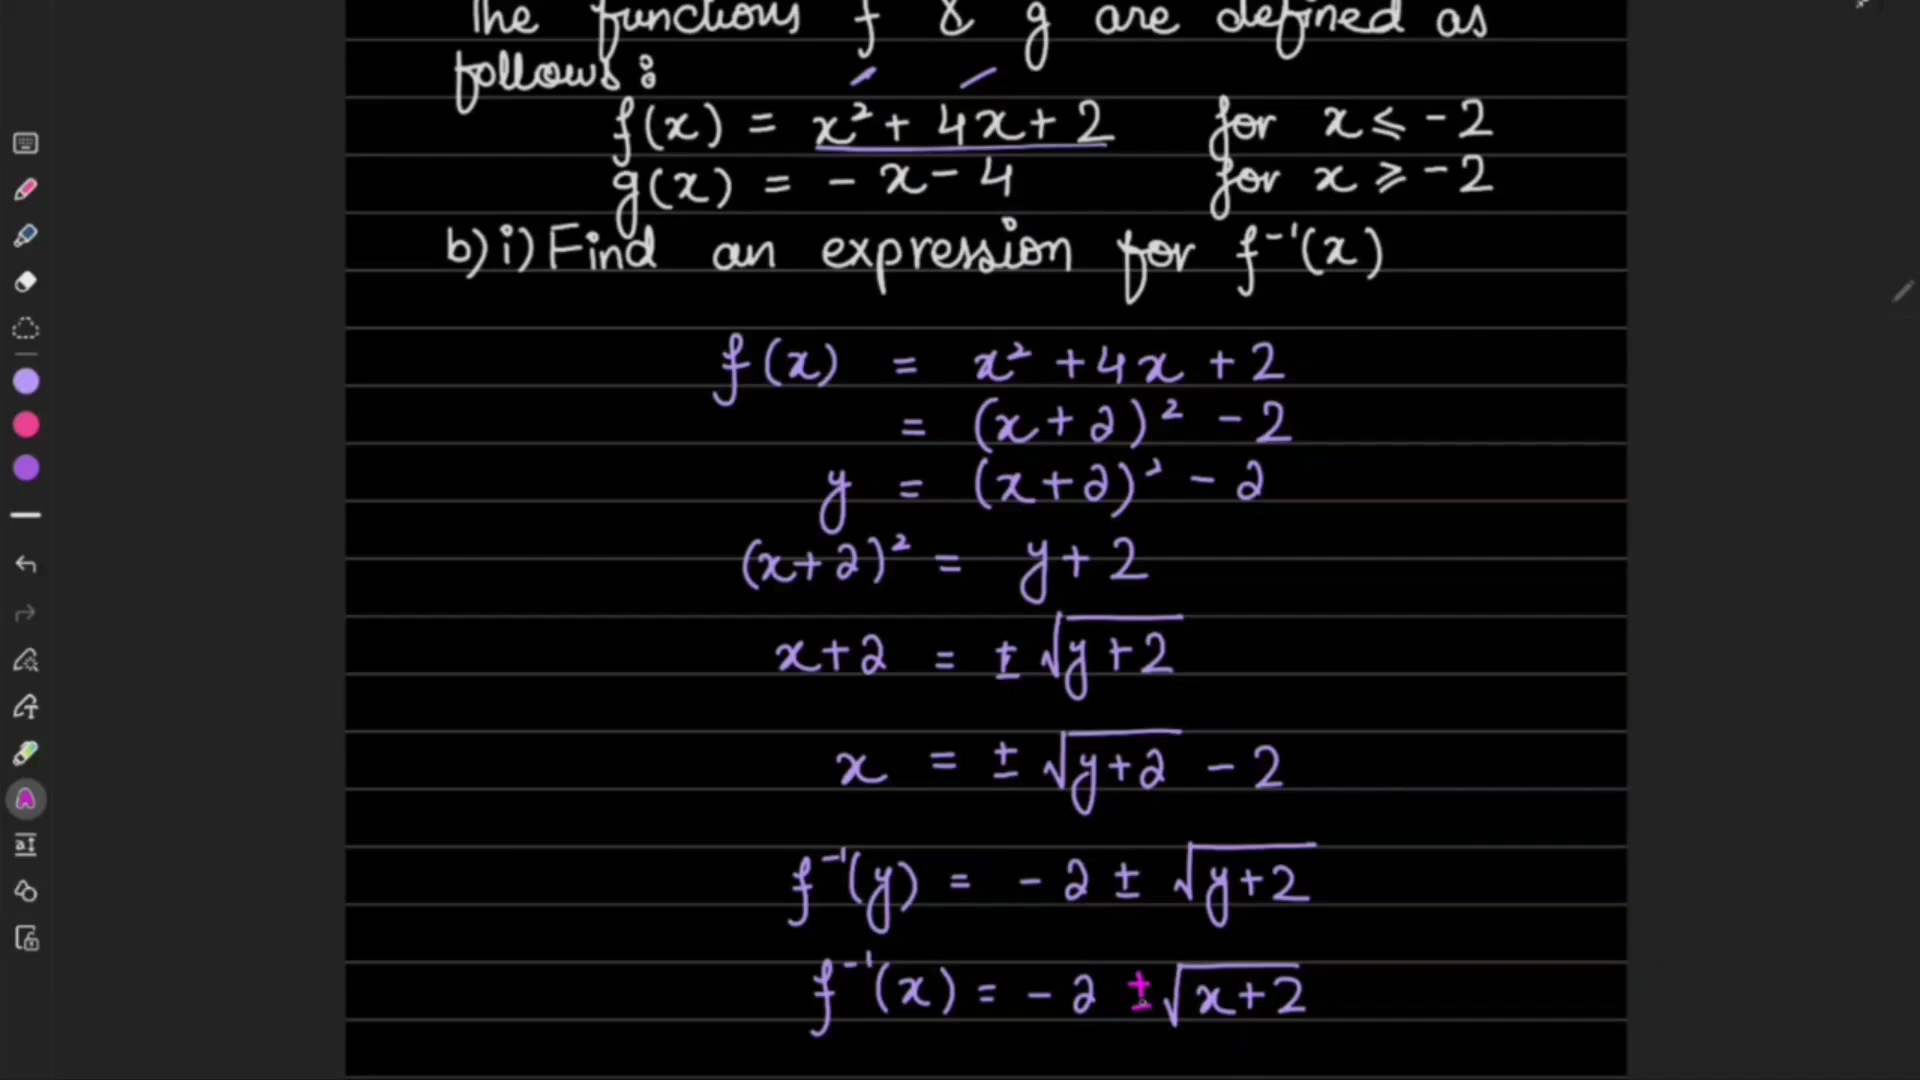 The functions f & g are defined as
follows:
f(x) = x² + 4x + 2 for x ⩽ -2
g(x) = - x - 4 for x ⩾ -2
b) i) Find an expression for f⁻¹(x)
f(x) = x² + 4x + 2
= (x+2)² - 2
y = (x+2)² - 2
(x+2)² = y + 2
x+2 = ± √(y+2)
x = ± √(y+2) - 2
f⁻¹(y) = - 2 ± √(y+2)
f⁻¹(x) = - 2 ± √(x+2)